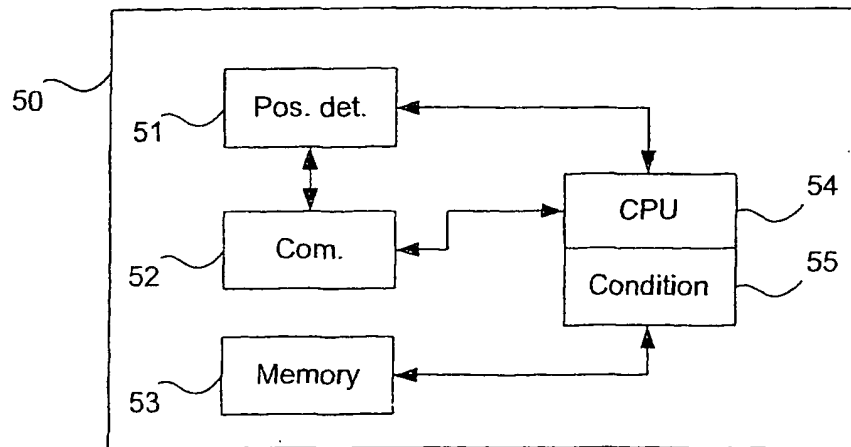 50
51
Pos. det.
54
CPU
52
Com.
55
Condition
53
Memory